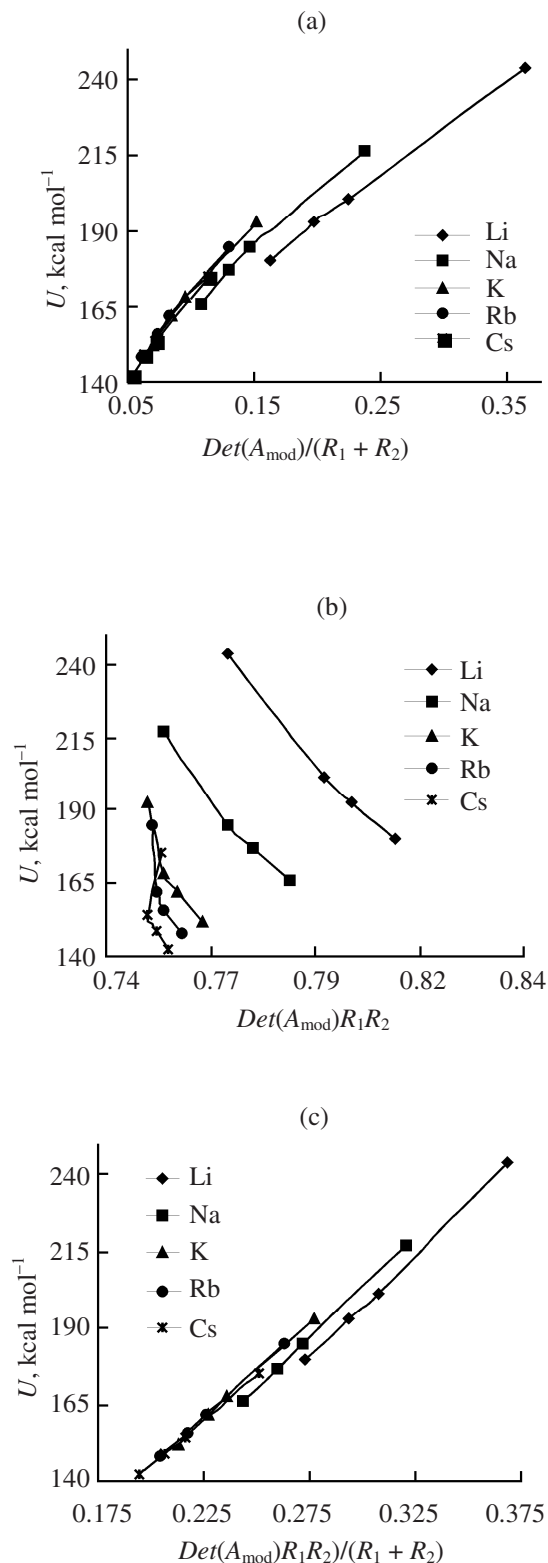 (a)
U, kcal mol⁻¹
240
215
190
165
140
0.05
0.15
0.25
0.35
Li
Na
K
Rb
Cs
Det(A_mod)/(R₁ + R₂)
(b)
U, kcal mol⁻¹
240
215
190
165
140
0.74
0.77
0.79
0.82
0.84
Li
Na
K
Rb
Cs
Det(A_mod)R₁R₂
(c)
U, kcal mol⁻¹
240
215
190
165
140
0.175
0.225
0.275
0.325
0.375
Li
Na
K
Rb
Cs
Det(A_mod)R₁R₂)/(R₁ + R₂)